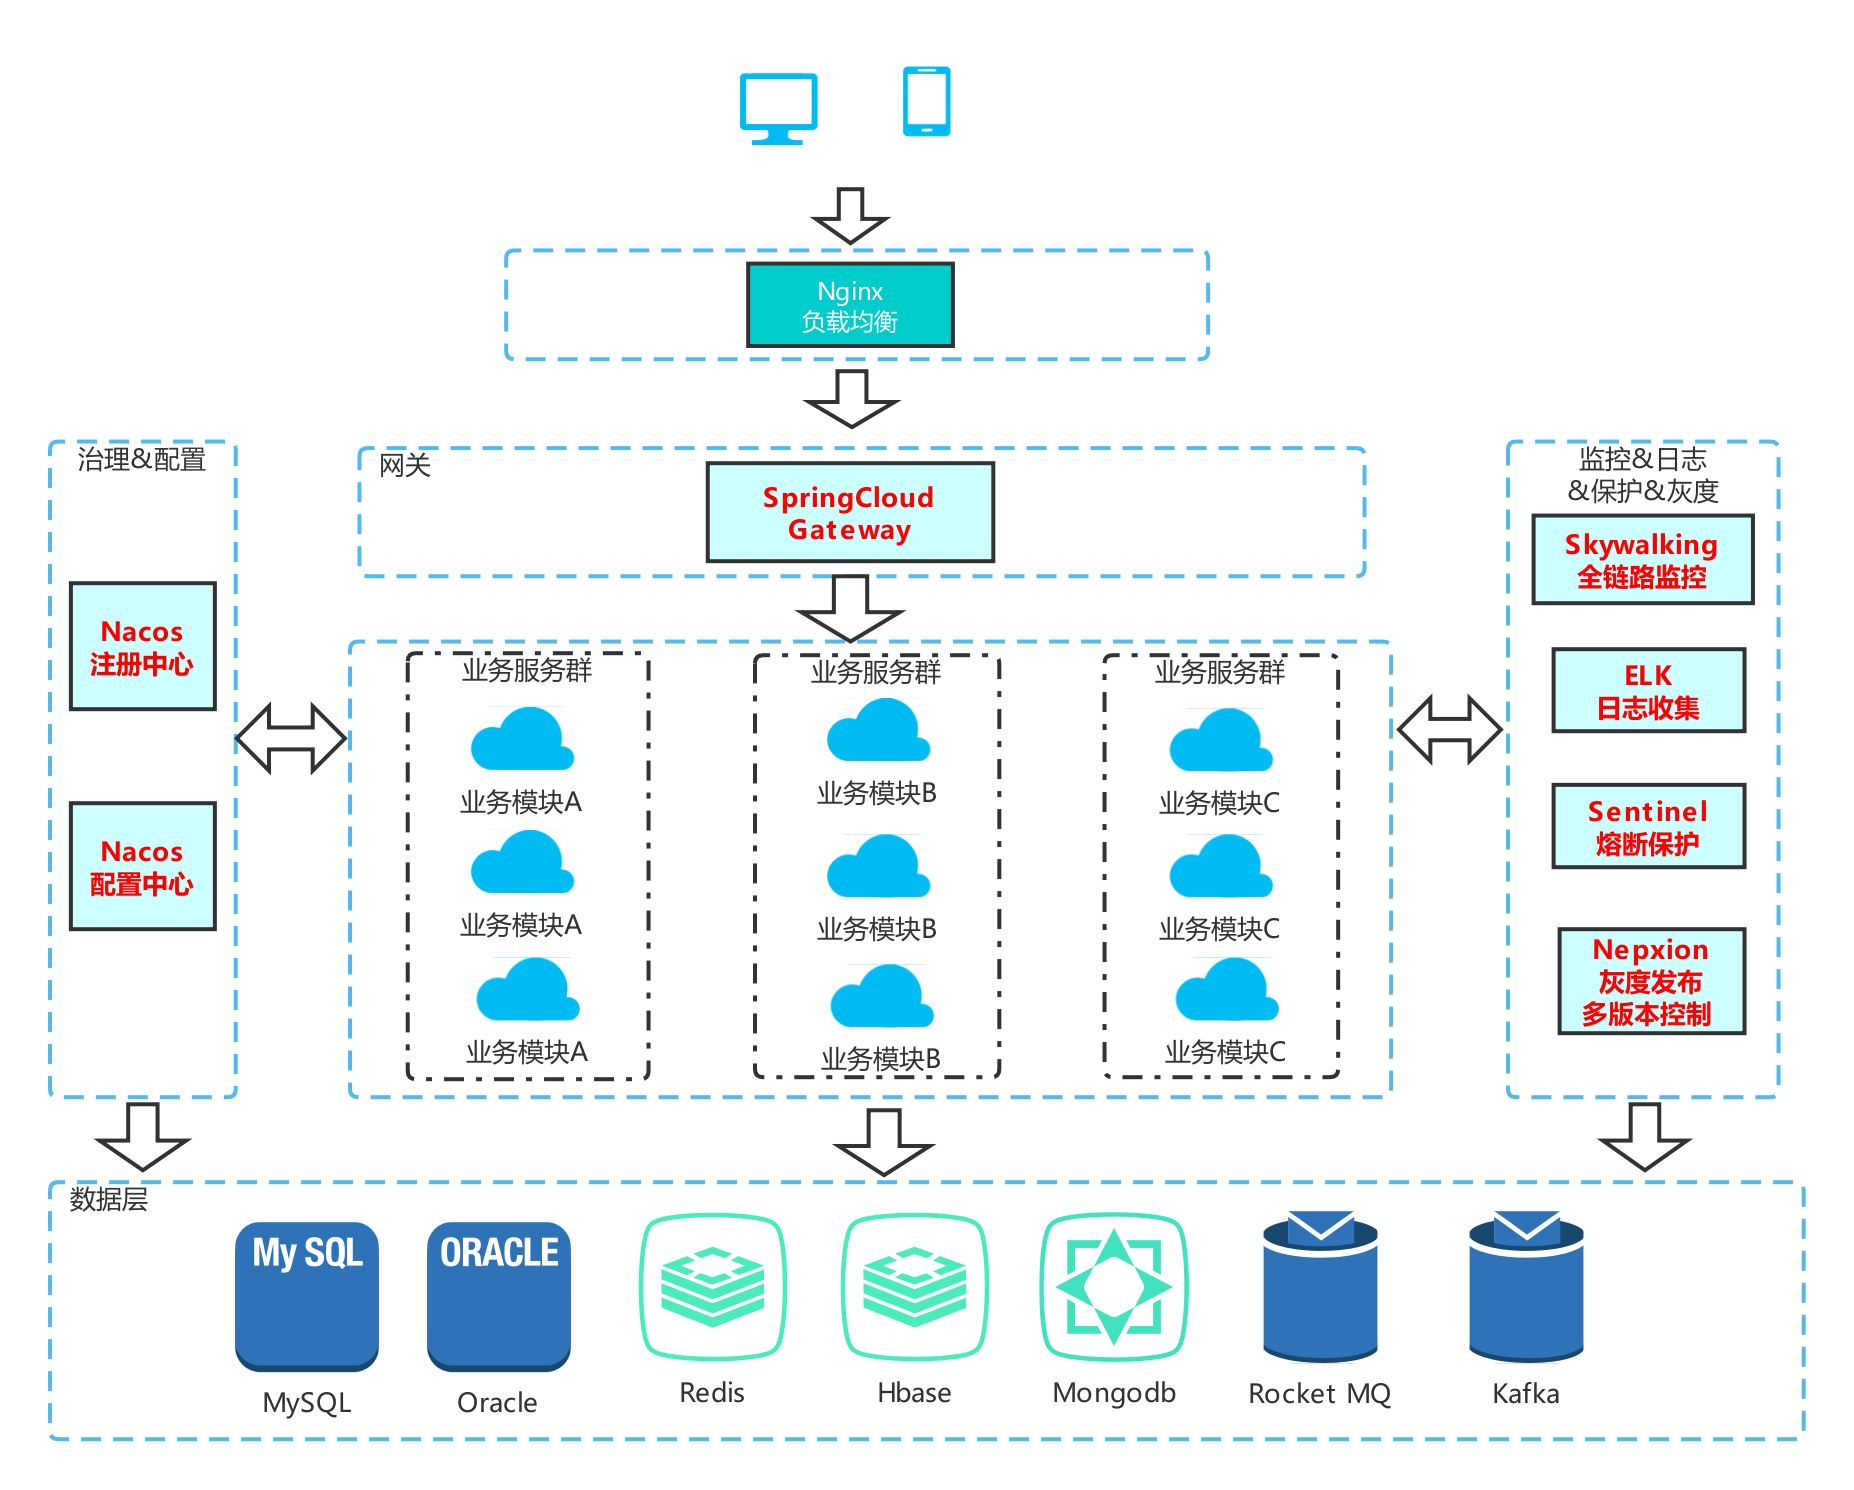 Nginx
负载均衡
治理&配置
Nacos
注册中心
Nacos
配置中心
网关
SpringCloud
Gateway
业务服务群
业务模块A
业务模块A
业务模块A
业务服务群
业务模块B
业务模块B
业务模块B
业务服务群
业务模块C
业务模块C
业务模块C
监控&日志
&保护&灰度
Skywalking
全链路监控
ELK
日志收集
Sentinel
熔断保护
Nepxion
灰度发布
多版本控制
数据层
My SQL
MySQL
ORACLE
Oracle
Redis
Hbase
Mongodb
Rocket MQ
Kafka